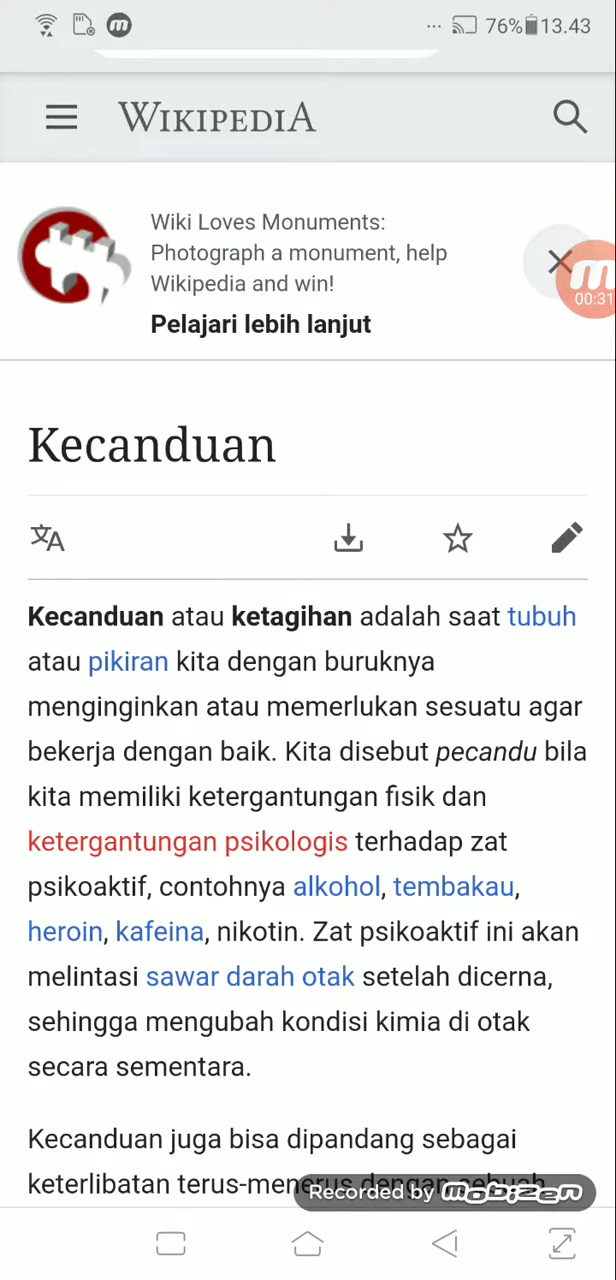 76% 13.43
WIKIPEDIA
Wiki Loves Monuments:
Photograph a monument, help
Wikipedia and win!
Pelajari lebih lanjut
00:31
Kecanduan
Kecanduan atau ketagihan adalah saat tubuh
atau pikiran kita dengan buruknya
menginginkan atau memerlukan sesuatu agar
bekerja dengan baik. Kita disebut pecandu bila
kita memiliki ketergantungan fisik dan
ketergantungan psikologis terhadap zat
psikoaktif, contohnya alkohol, tembakau,
heroin, kafeina, nikotin. Zat psikoaktif ini akan
melintasi sawar darah otak setelah dicerna,
sehingga mengubah kondisi kimia di otak
secara sementara.
Kecanduan juga bisa dipandang sebagai
keterlibatan terus-menerus dengan sebuah
Recorded by mobizen